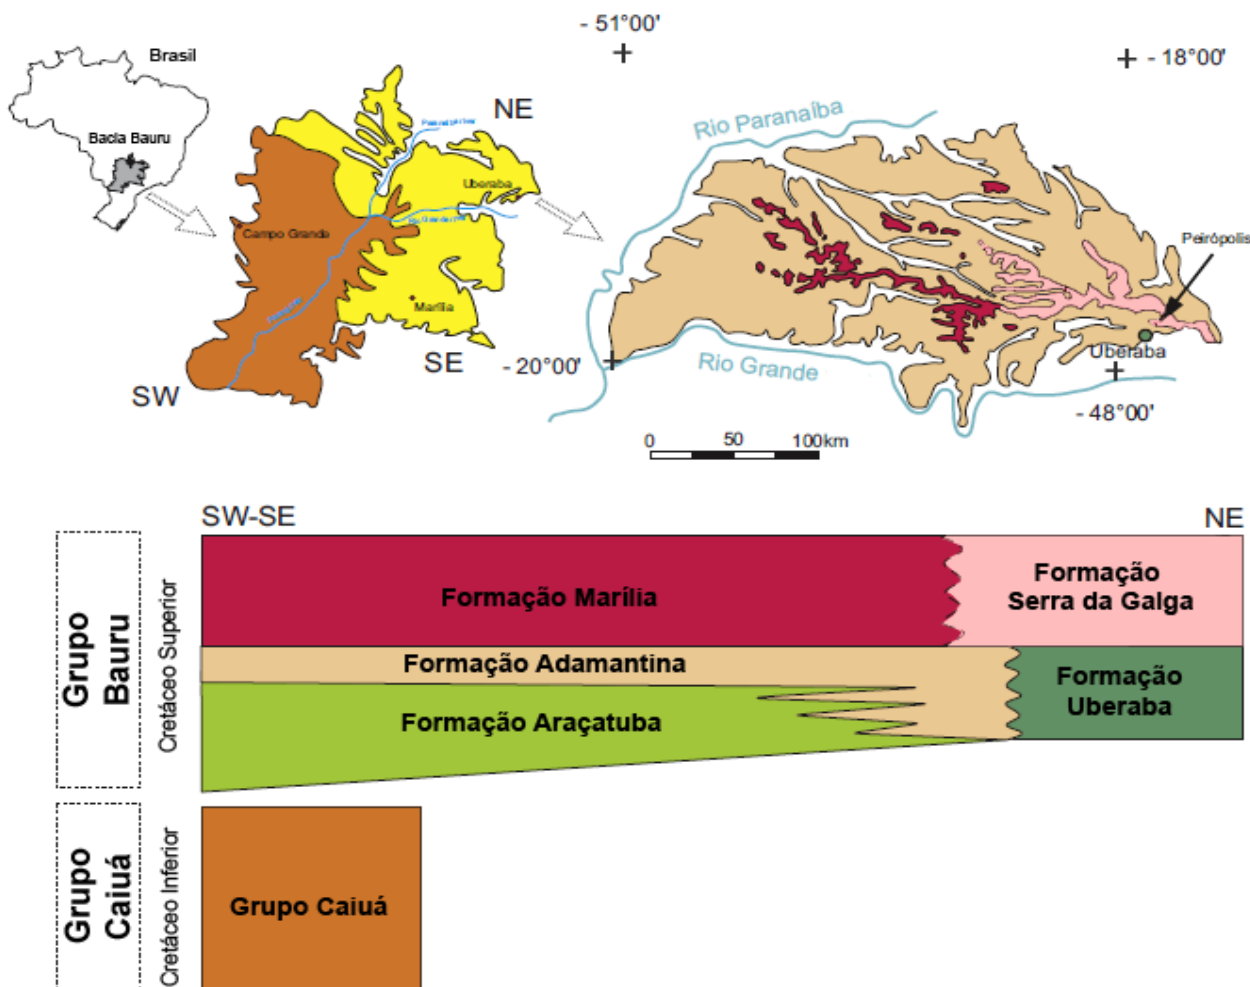 - 51°00'
- 18°00'
Brasil
Bacia Bauru
NE
Rio Paranaíba
Uberaba
Campo Grande
Marília
SE
SW
- 20°00'
Peirópolis
Uberaba
Rio Grande
- 48°00'
0 50 100km
SW-SE
NE
Grupo
Bauru
Cretáceo Superior
Formação Marília
Formação
Serra da Galga
Formação Adamantina
Formação
Uberaba
Formação Araçatuba
Grupo
Caiuá
Cretáceo Inferior
Grupo Caiuá